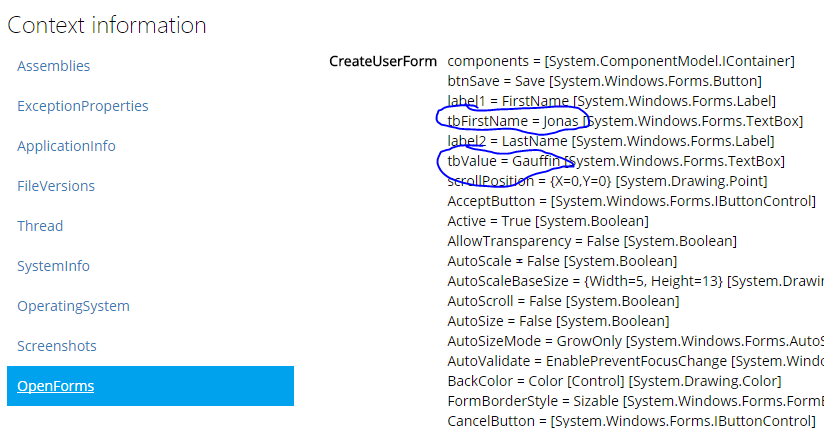 Context information
Assemblies
ExceptionProperties
ApplicationInfo
FileVersions
Thread
SystemInfo
OperatingSystem
Screenshots
OpenForms
CreateUserForm components = [System.ComponentModel.IContainer]
btnSave = Save [System.Windows.Forms.Button]
label1 = FirstName [System.Windows.Forms.Label]
tbFirstName = Jonas [System.Windows.Forms.TextBox]
label2 = LastName [System.Windows.Forms.Label]
tbValue = Gauffin [System.Windows.Forms.TextBox]
scrollPosition = {X=0,Y=0} [System.Drawing.Point]
AcceptButton = [System.Windows.Forms.IButtonControl]
Active = True [System.Boolean]
AllowTransparency = False [System.Boolean]
AutoScale = False [System.Boolean]
AutoScaleBaseSize = {Width=5, Height=13} [System.Drawin
AutoScroll = False [System.Boolean]
AutoSize = False [System.Boolean]
AutoSizeMode = GrowOnly [System.Windows.Forms.AutoS
AutoValidate = EnablePreventFocusChange [System.Windo
BackColor = Color [Control] [System.Drawing.Color]
FormBorderStyle = Sizable [System.Windows.Forms.FormB
CancelButton = [System.Windows.Forms.IButtonControl]